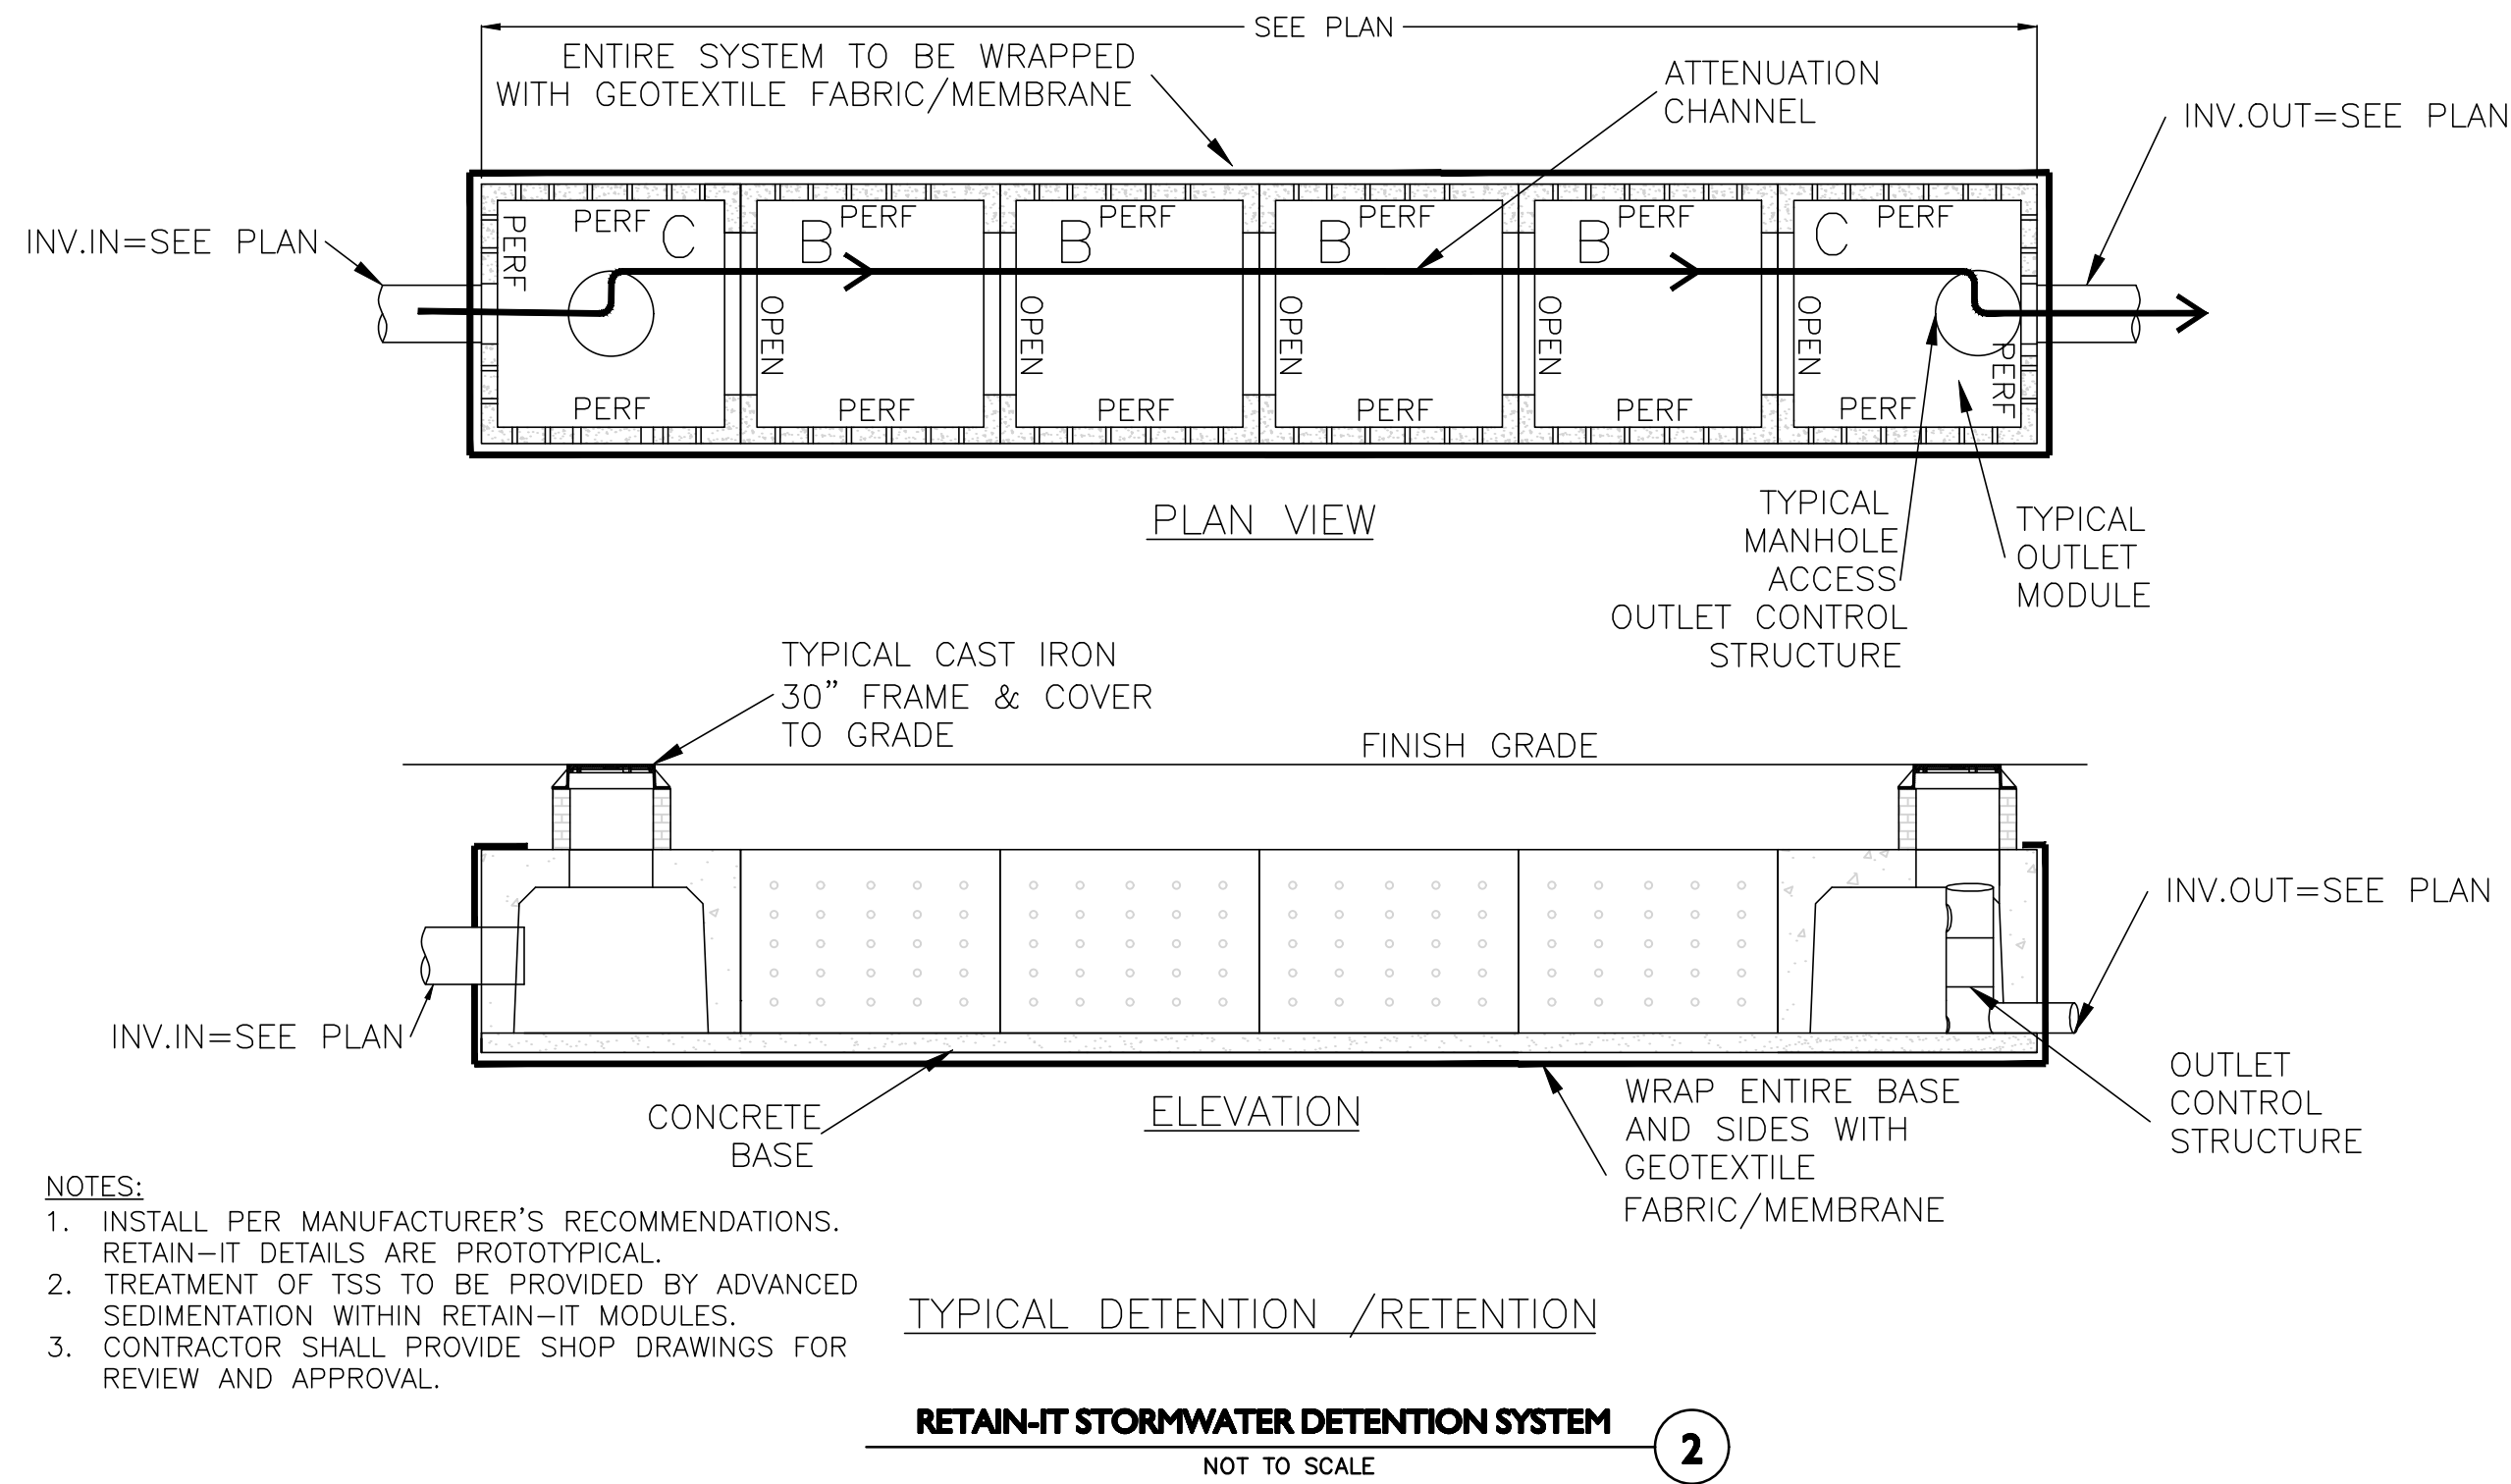 SEE PLAN
ENTIRE SYSTEM TO BE WRAPPED
WITH GEOTEXTILE FABRIC/MEMBRANE
ATTENUATION
CHANNEL
INV.OUT=SEE PLAN
INV.IN=SEE PLAN
PERF
PERF
C
PERF
B
PERF
OPEN
PERF
B
PERF
OPEN
PERF
B
PERF
OPEN
PERF
B
PERF
OPEN
PERF
C
PERF
OPEN
PERF
PERF
PLAN VIEW
TYPICAL
MANHOLE
ACCESS
OUTLET CONTROL
STRUCTURE
TYPICAL
OUTLET
MODULE
TYPICAL CAST IRON
30" FRAME & COVER
TO GRADE
FINISH GRADE
INV.OUT=SEE PLAN
INV.IN=SEE PLAN
CONCRETE
BASE
ELEVATION
WRAP ENTIRE BASE
AND SIDES WITH
GEOTEXTILE
FABRIC/MEMBRANE
OUTLET
CONTROL
STRUCTURE
NOTES:
1. INSTALL PER MANUFACTURER'S RECOMMENDATIONS.
RETAIN-IT DETAILS ARE PROTOTYPICAL.
2. TREATMENT OF TSS TO BE PROVIDED BY ADVANCED
SEDIMENTATION WITHIN RETAIN-IT MODULES.
3. CONTRACTOR SHALL PROVIDE SHOP DRAWINGS FOR
REVIEW AND APPROVAL.
TYPICAL DETENTION /RETENTION
RETAIN-IT STORMWATER DETENTION SYSTEM
2
NOT TO SCALE